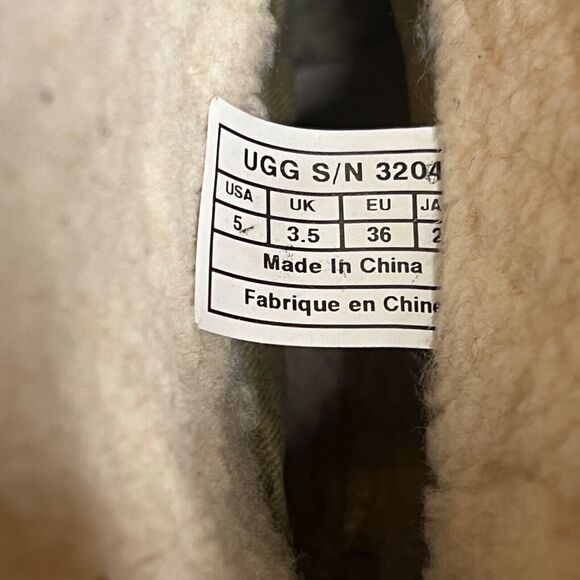 UGG S/N 3204
USA UK EU JA
5 3.5 36 2
Made In China
Fabrique en Chine